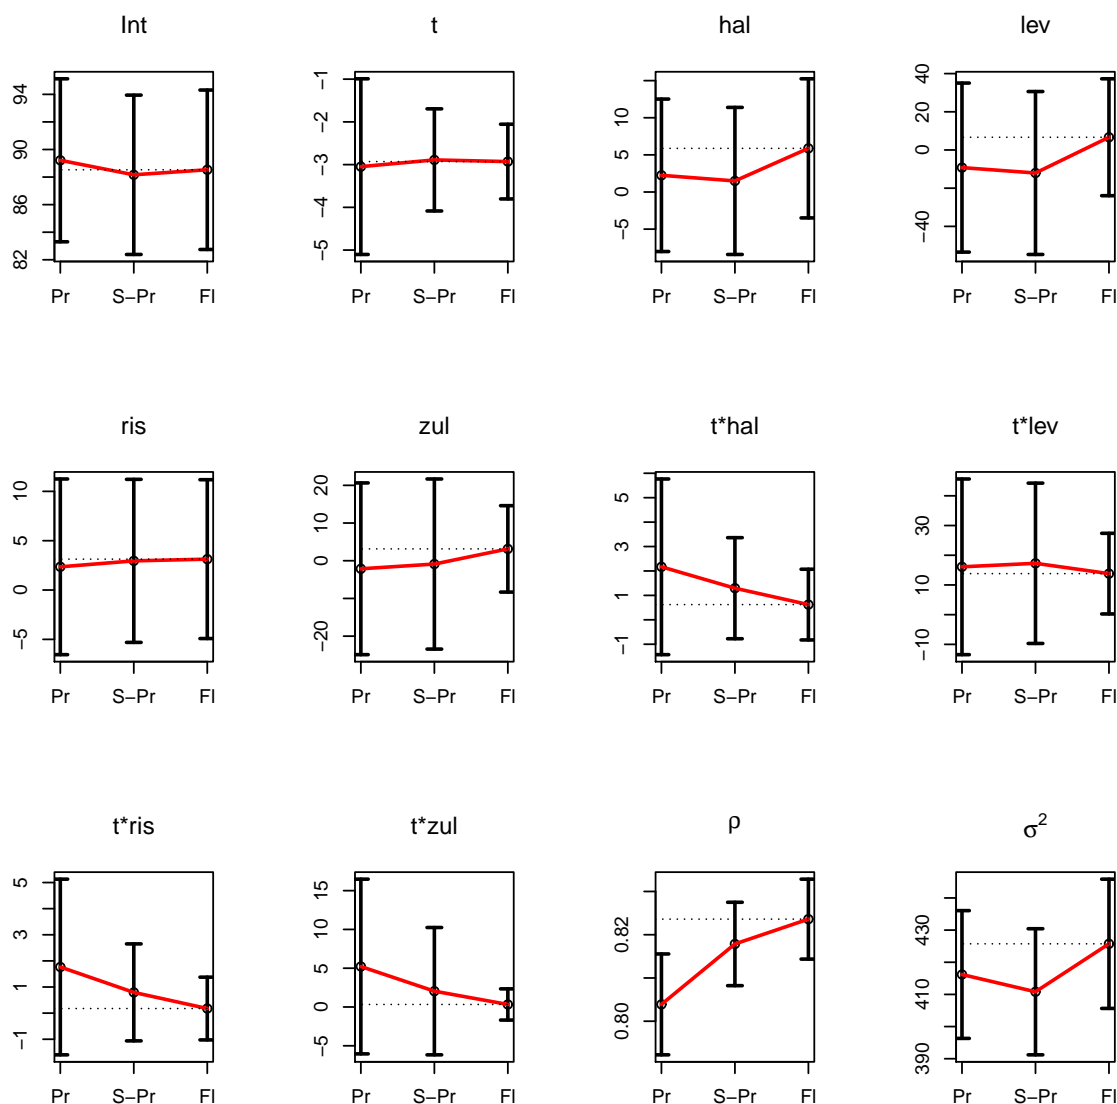 Int
82 86 90 94
Pr S−Pr Fl
t
−5 −4 −3 −2 −1
Pr S−Pr Fl
hal
−5 0 5 10
Pr S−Pr Fl
lev
−40 0 20 40
Pr S−Pr Fl
ris
−5 0 5 10
Pr S−Pr Fl
zul
−20 0 10 20
Pr S−Pr Fl
t*hal
−1 1 3 5
Pr S−Pr Fl
t*lev
−10 10 30
Pr S−Pr Fl
t*ris
−1 1 3 5
Pr S−Pr Fl
t*zul
−5 0 5 10 15
Pr S−Pr Fl
ρ
0.80 0.82
Pr S−Pr Fl
σ²
390 410 430
Pr S−Pr Fl